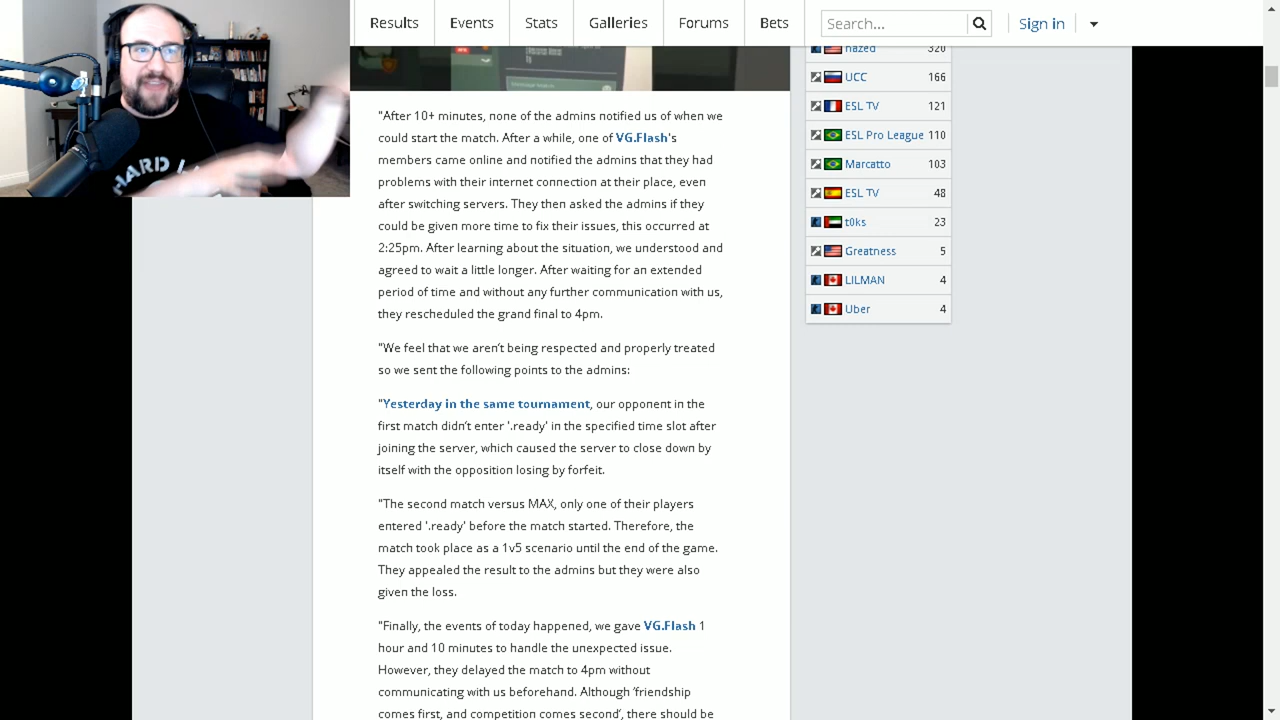 Results Events Stats Galleries Forums Bets Search... Sign in
HARD
Message Match
"After 10+ minutes, none of the admins notified us of when we
could start the match. After a while, one of VG.Flash's
members came online and notified the admins that they had
problems with their internet connection at their place, even
after switching servers. They then asked the admins if they
could be given more time to fix their issues, this occurred at
2:25pm. After learning about the situation, we understood and
agreed to wait a little longer. After waiting for an extended
period of time and without any further communication with us,
they rescheduled the grand final to 4pm.
"We feel that we aren't being respected and properly treated
so we sent the following points to the admins:
"Yesterday in the same tournament, our opponent in the
first match didn't enter '.ready' in the specified time slot after
joining the server, which caused the server to close down by
itself with the opposition losing by forfeit.
"The second match versus MAX, only one of their players
entered '.ready' before the match started. Therefore, the
match took place as a 1v5 scenario until the end of the game.
They appealed the result to the admins but they were also
given the loss.
"Finally, the events of today happened, we gave VG.Flash 1
hour and 10 minutes to handle the unexpected issue.
However, they delayed the match to 4pm without
communicating with us beforehand. Although 'friendship
comes first, and competition comes second', there should be
hazed 320
UCC 166
ESL TV 121
ESL Pro League 110
Marcatto 103
ESL TV 48
t0ks 23
Greatness 5
LILMAN 4
Uber 4